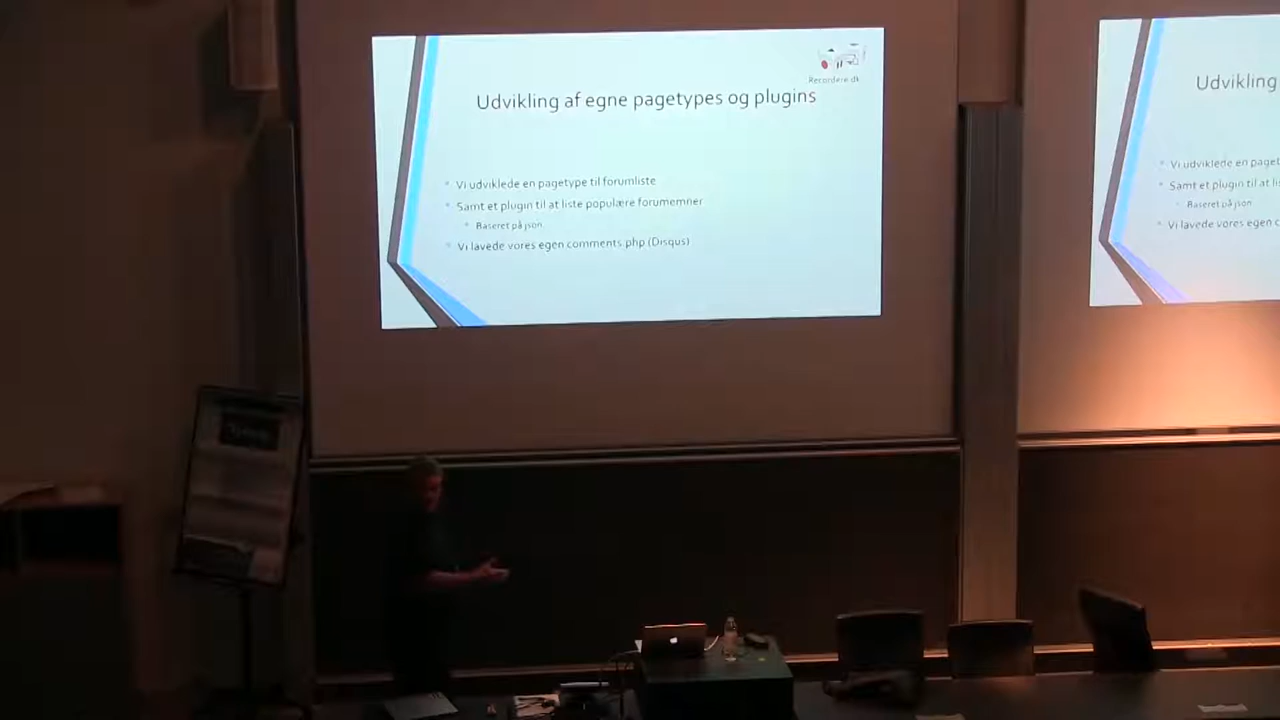 Recordere.dk
Udvikling af egne pagetypes og plugins
Vi udviklede en pagetype til forumliste
Samt et plugin til at liste populære forumemner
Baseret på json
Vi lavede vores egen comments.php (Disqus)
Udvikling
Vi udviklede en paget
Samt et plugin til at lis
Baseret på json
Vi lavede vores egen c